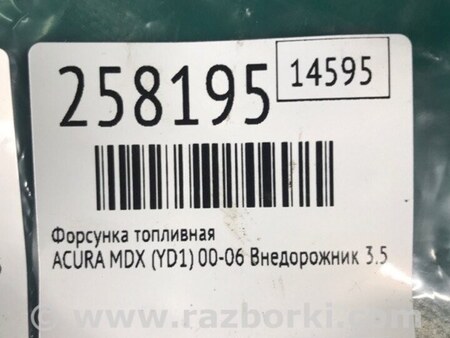 258195
14595
Форсунка топливная
ACURA MDX (YD1) 00-06 Внедорожник 3.5
www.razborki.com